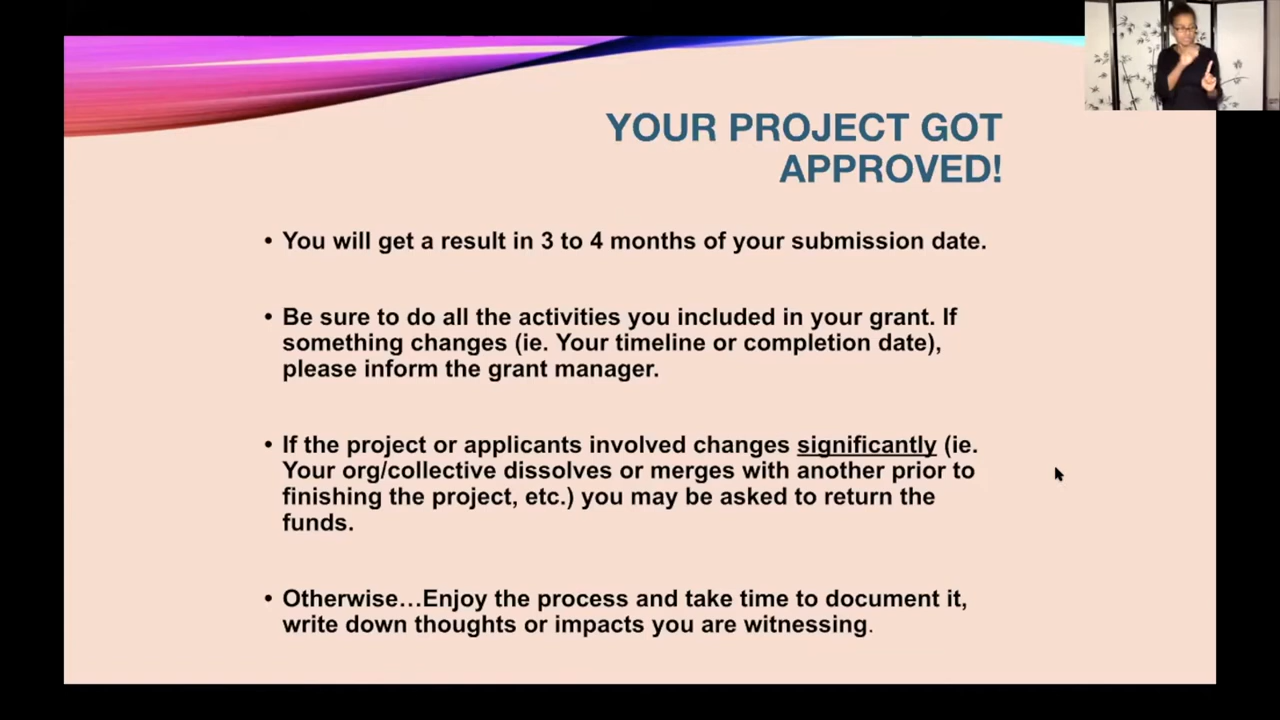 YOUR PROJECT GOT
APPROVED!
• You will get a result in 3 to 4 months of your submission date.
• Be sure to do all the activities you included in your grant. If
something changes (ie. Your timeline or completion date),
please inform the grant manager.
• If the project or applicants involved changes significantly (ie.
Your org/collective dissolves or merges with another prior to
finishing the project, etc.) you may be asked to return the
funds.
• Otherwise…Enjoy the process and take time to document it,
write down thoughts or impacts you are witnessing.